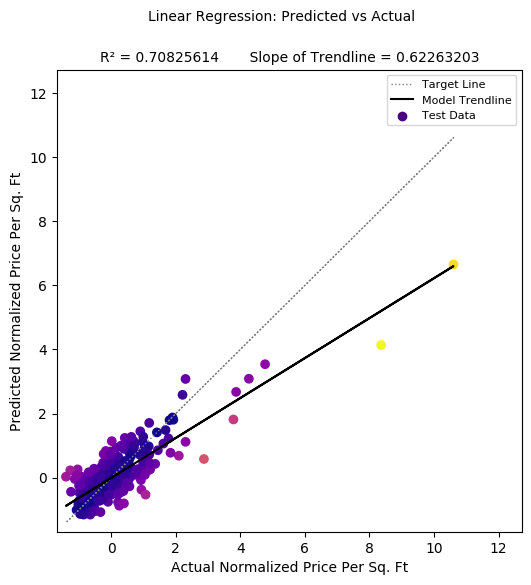 Linear Regression: Predicted vs Actual
R² = 0.70825614 Slope of Trendline = 0.62263203
Target Line
Model Trendline
Test Data
Predicted Normalized Price Per Sq. Ft
12
10
8
6
4
2
0
0 2 4 6 8 10 12
Actual Normalized Price Per Sq. Ft